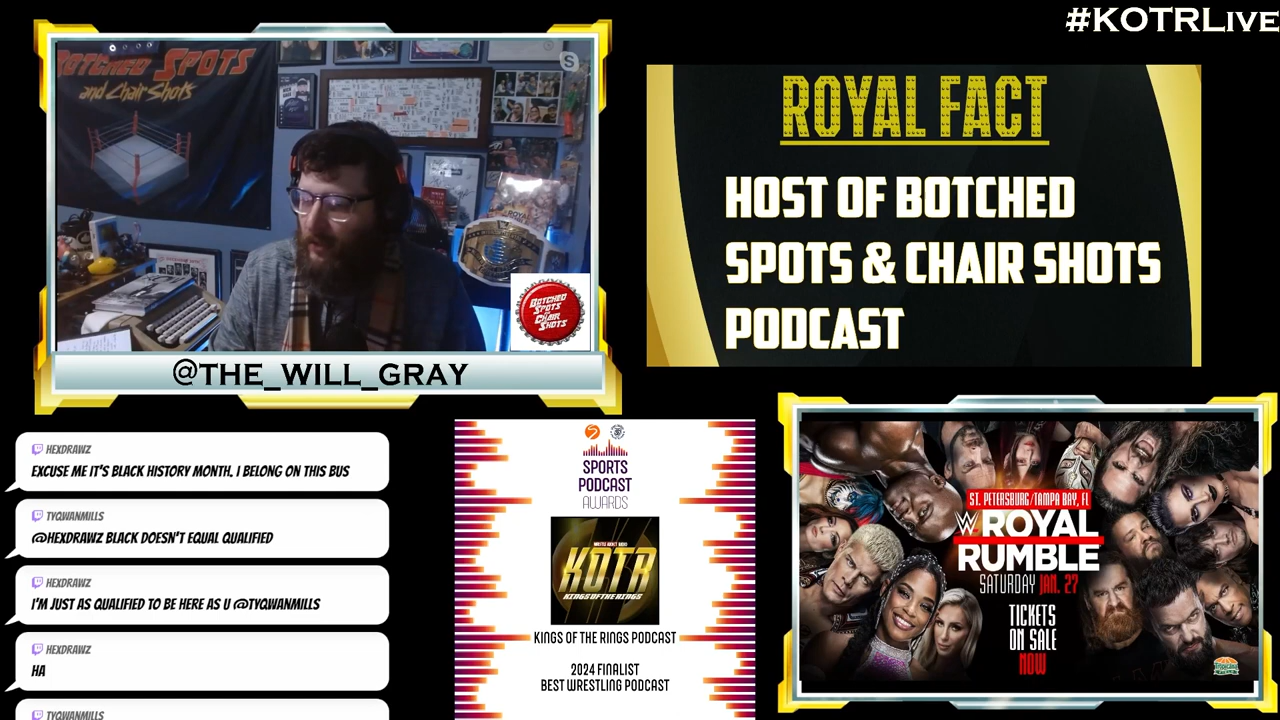 #KOTRLive
BOTCHED SPOTS
and Chair Shots
BOTCHED
SPOTS
CHAIR
SHOTS
@THE_WILL_GRAY
ROYAL FACT
HOST OF BOTCHED
SPOTS & CHAIR SHOTS
PODCAST
HEXDRAWZ
EXCUSE ME IT'S BLACK HISTORY MONTH. I BELONG ON THIS BUS
TYQWANMILLS
@HEXDRAWZ BLACK DOESN'T EQUAL QUALIFIED
HEXDRAWZ
I'M JUST AS QUALIFIED TO BE HERE AS U @TYQWANMILLS
HEXDRAWZ
HA
TYQWANMILLS
SPORTS
PODCAST
AWARDS
KOTR
KINGS OF THE RINGS
KINGS OF THE RINGS PODCAST
2024 FINALIST
BEST WRESTLING PODCAST
ST. PETERSBURG/TAMPA BAY, FL
W ROYAL
RUMBLE
SATURDAY JAN. 27
TICKETS
ON SALE
NOW